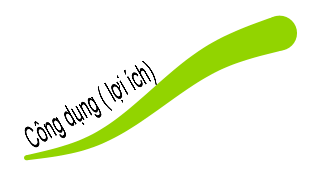 Công dụng ( lợi ích)